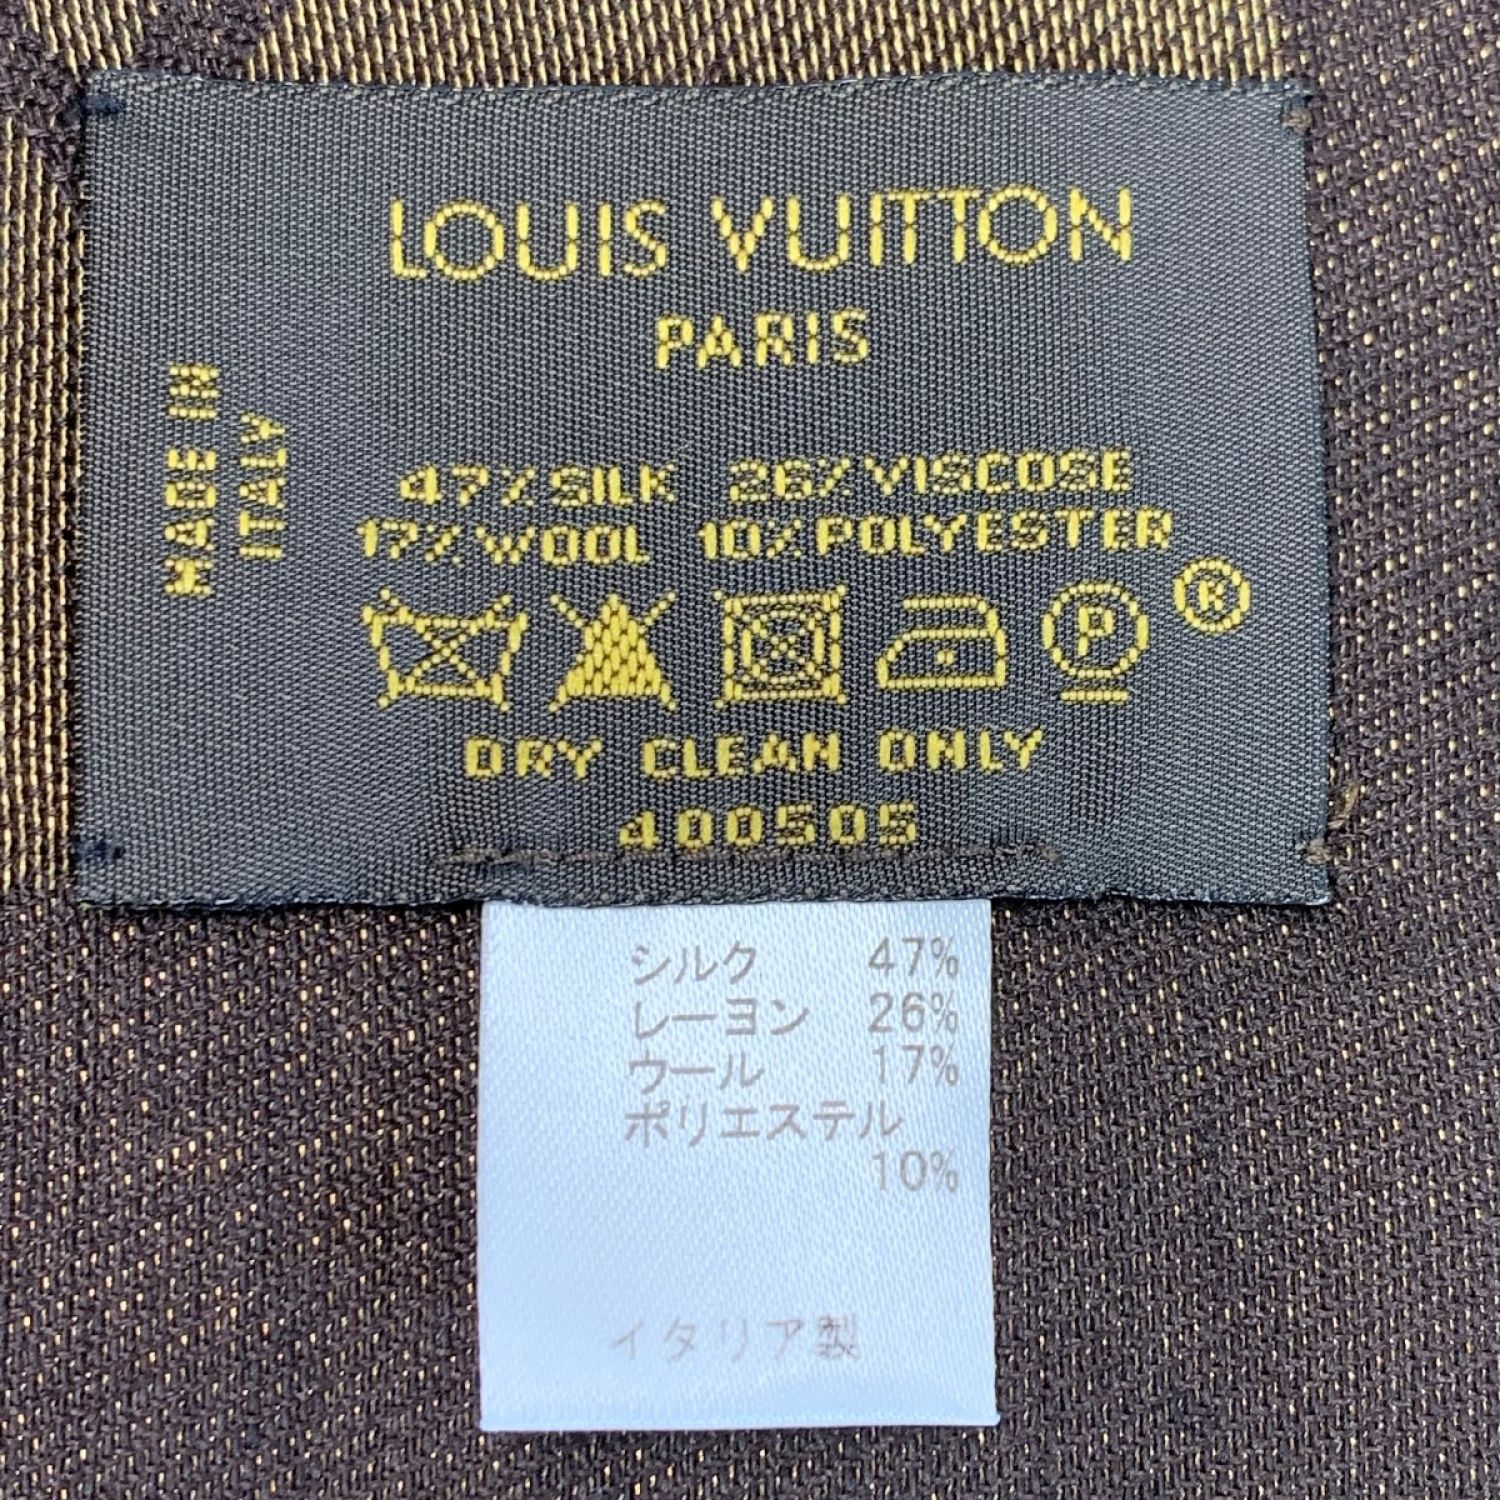 LOUIS VUITTON
PARIS
MADE IN
ITALY
47% SILK 26% VISCOSE
17% WOOL 10% POLYESTER
P ®
DRY CLEAN ONLY
400505
シルク 47%
レーヨン 26%
ウール 17%
ポリエステル
10%
イタリア製